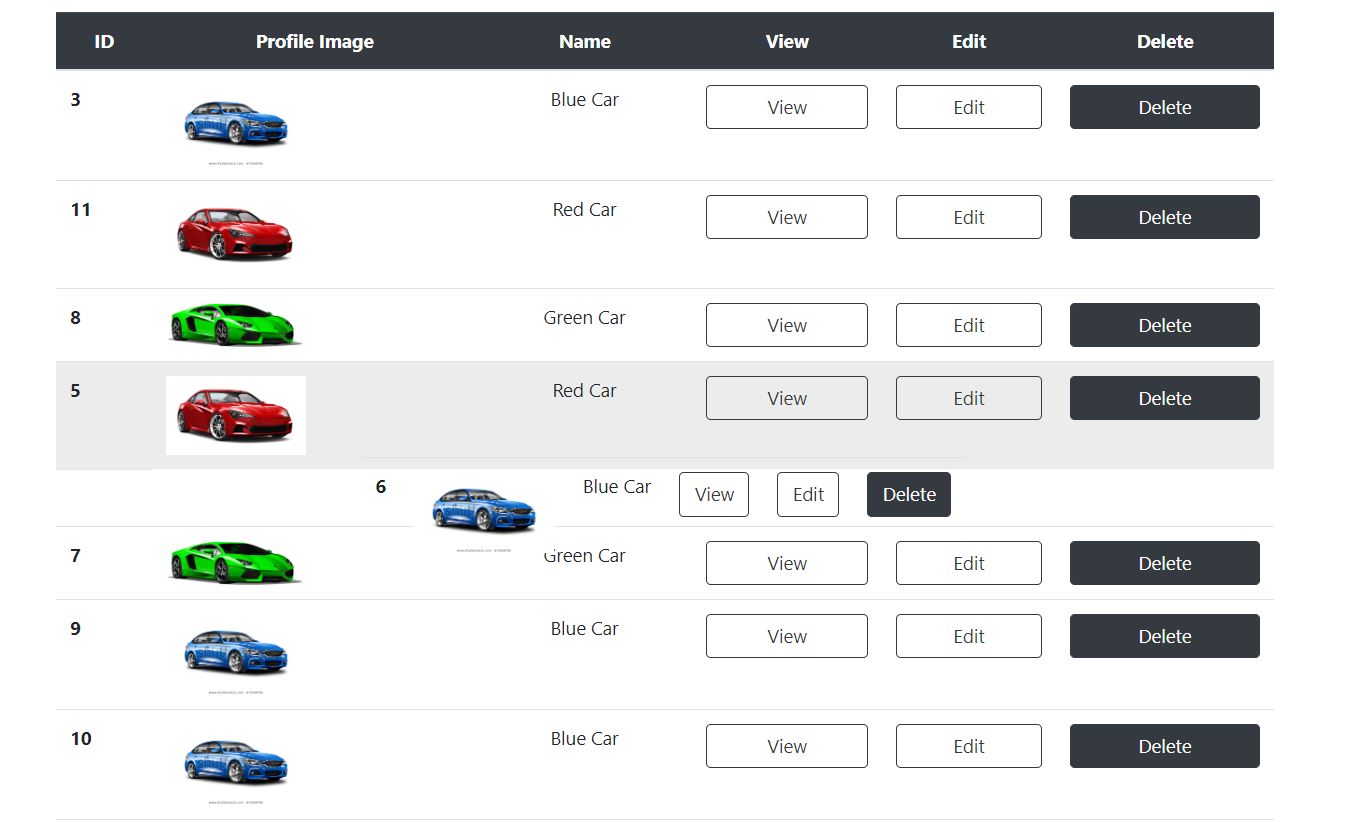 ID Profile Image Name View Edit Delete
3 Blue Car View Edit Delete
11 Red Car View Edit Delete
8 Green Car View Edit Delete
5 Red Car View Edit Delete
6 Blue Car View Edit Delete
7 Green Car View Edit Delete
9 Blue Car View Edit Delete
10 Blue Car View Edit Delete